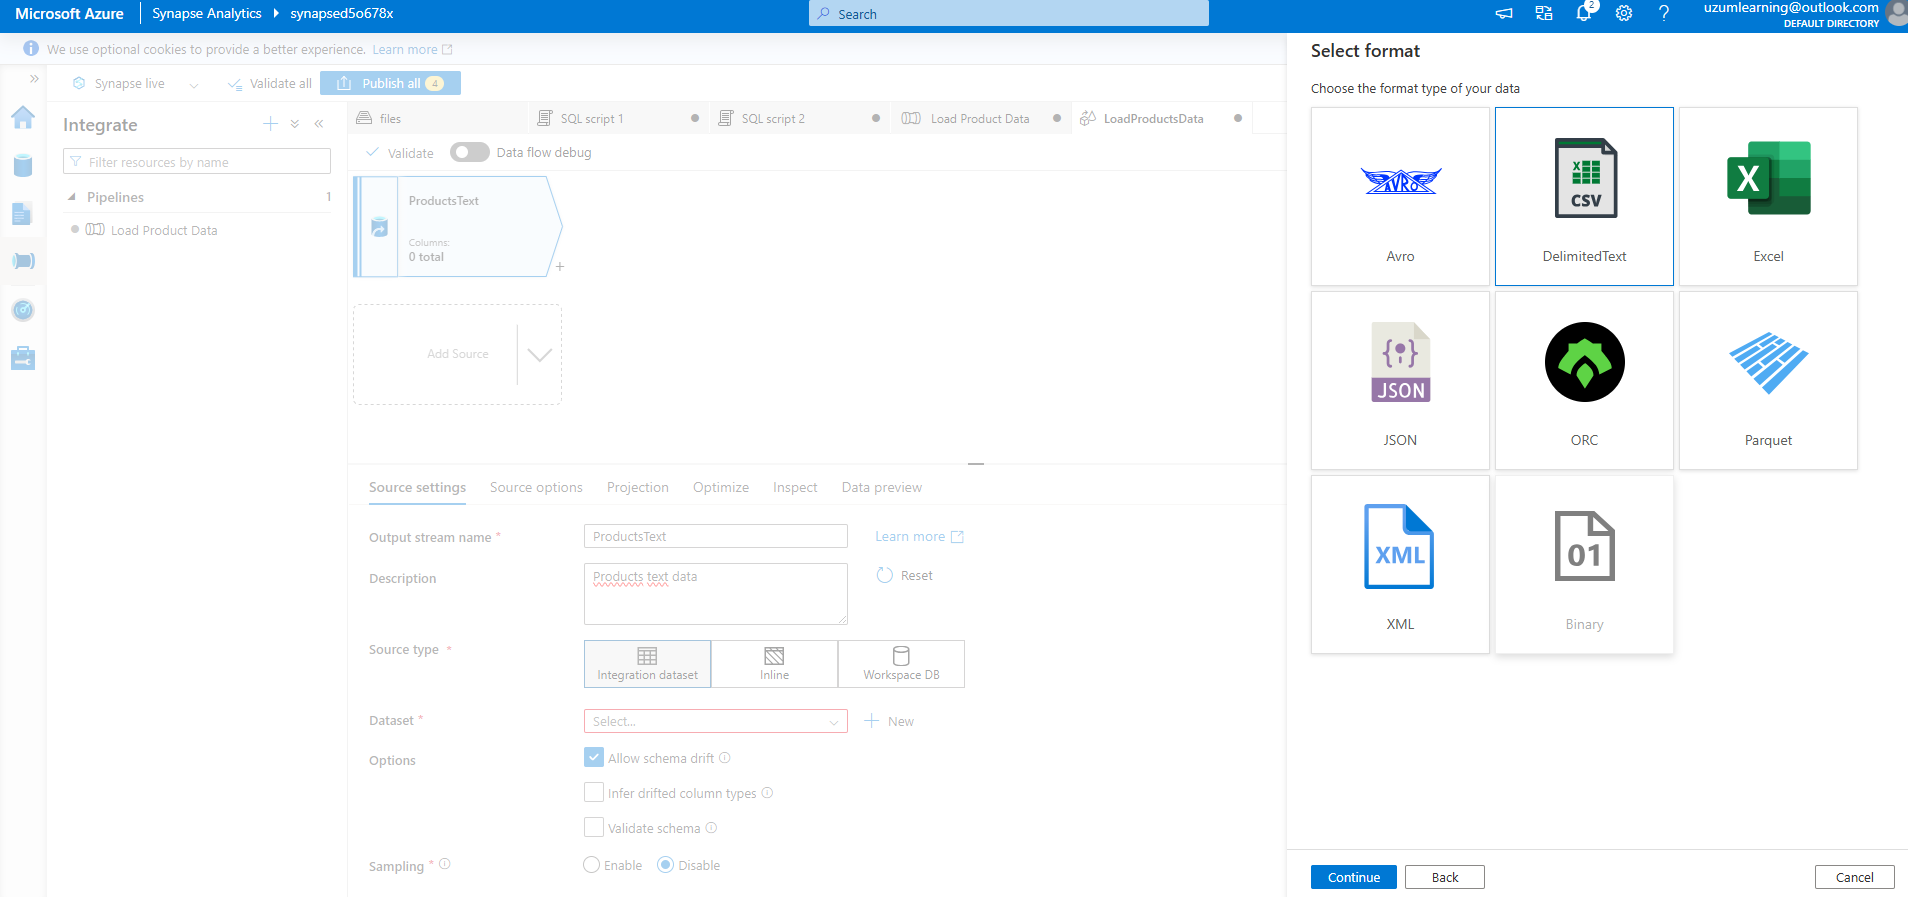 Microsoft Azure
Synapse Analytics
synapsed5o678x
Search
2
uzumlearning@outlook.com
DEFAULT DIRECTORY
We use optional cookies to provide a better experience. Learn more
Synapse live
Validate all
Publish all 4
Integrate
Filter resources by name
Pipelines 1
Load Product Data
files
SQL script 1
SQL script 2
Load Product Data
LoadProductsData
Validate
Data flow debug
ProductsText
Columns:
0 total
+
Add Source
Source settings
Source options
Projection
Optimize
Inspect
Data preview
Output stream name *
ProductsText
Learn more
Description
Products text data
Reset
Source type *
Integration dataset
Inline
Workspace DB
Dataset *
Select...
New
Options
Allow schema drift
Infer drifted column types
Validate schema
Sampling *
Enable
Disable
Select format
Choose the format type of your data
AVRO
Avro
X
CSV
DelimitedText
X
Excel
{•}
JSON
JSON
ORC
Parquet
XML
XML
01
Binary
Continue
Back
Cancel